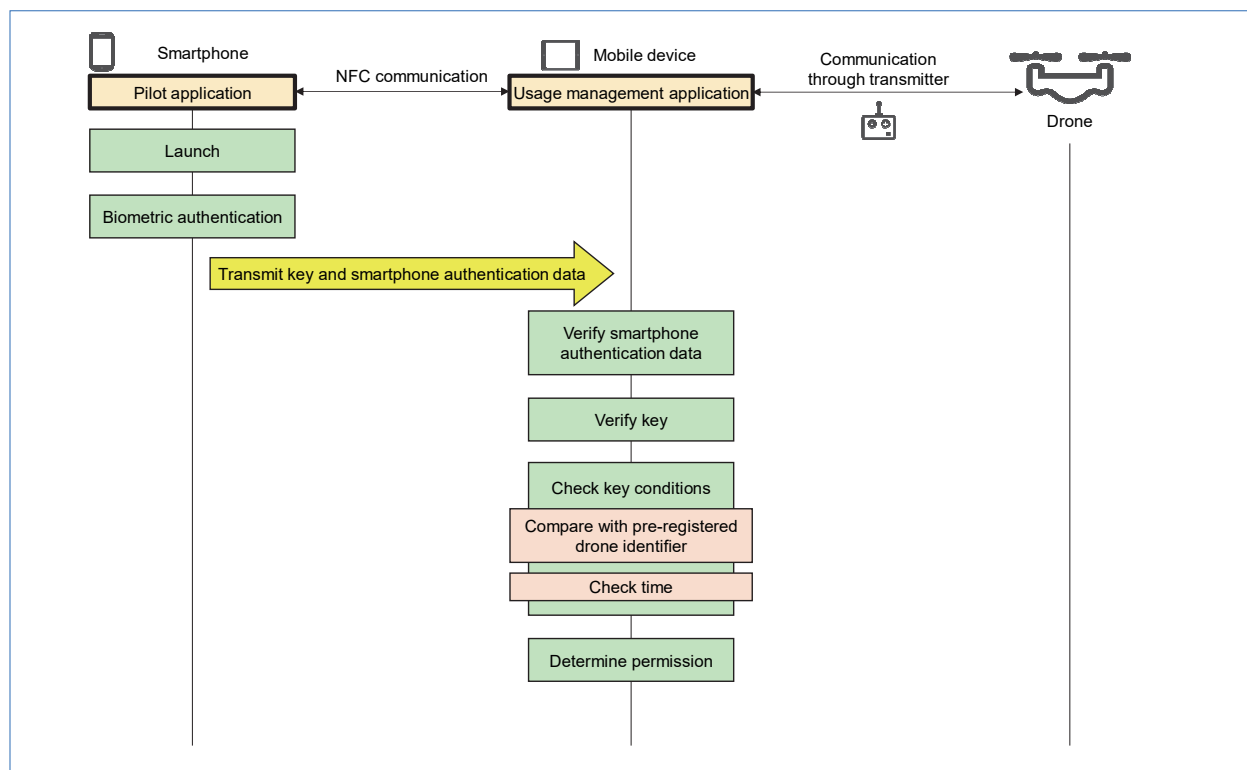 Smartphone
Mobile device
Communication
through transmitter
NFC communication
Pilot application
Usage management application
Drone
Launch
Biometric authentication
Transmit key and smartphone authentication data
Verify smartphone
authentication data
Verify key
Check key conditions
Compare with pre-registered
drone identifier
Check time
Determine permission